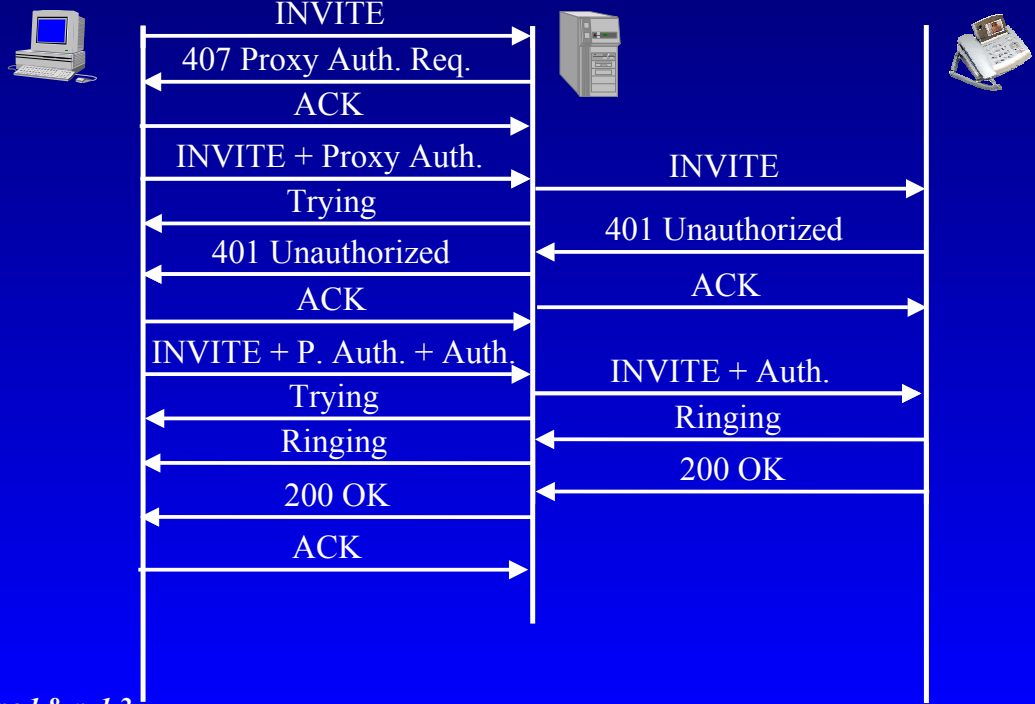 INVITE
407 Proxy Auth. Req.
ACK
INVITE + Proxy Auth.
INVITE
Trying
401 Unauthorized
401 Unauthorized
ACK
ACK
INVITE + P. Auth. + Auth.
INVITE + Auth.
Trying
Ringing
Ringing
200 OK
200 OK
ACK